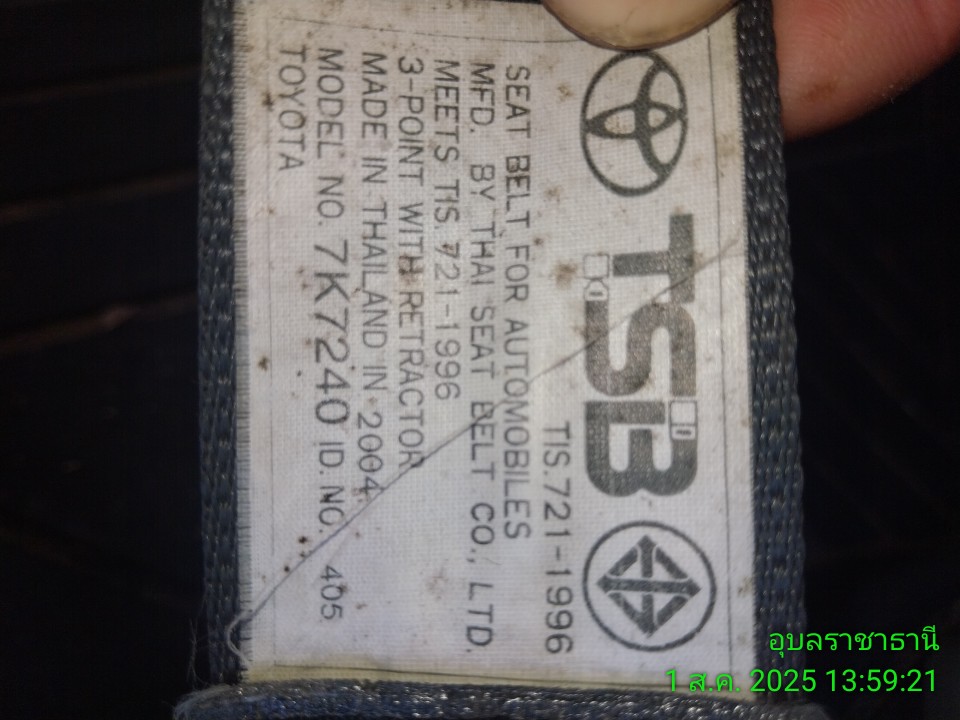 TSB
TIS.721-1996
SEAT BELT FOR AUTOMOBILES
MFD. BY THAI SEAT BELT CO., LTD.
MEETS TIS. 721-1996
3-POINT WITH RETRACTOR
MADE IN THAILAND IN 2004
MODEL NO. 7K7240 ID. NO. 405
TOYOTA
อุบลราชธานี
1 ส.ค. 2025 13:59:21